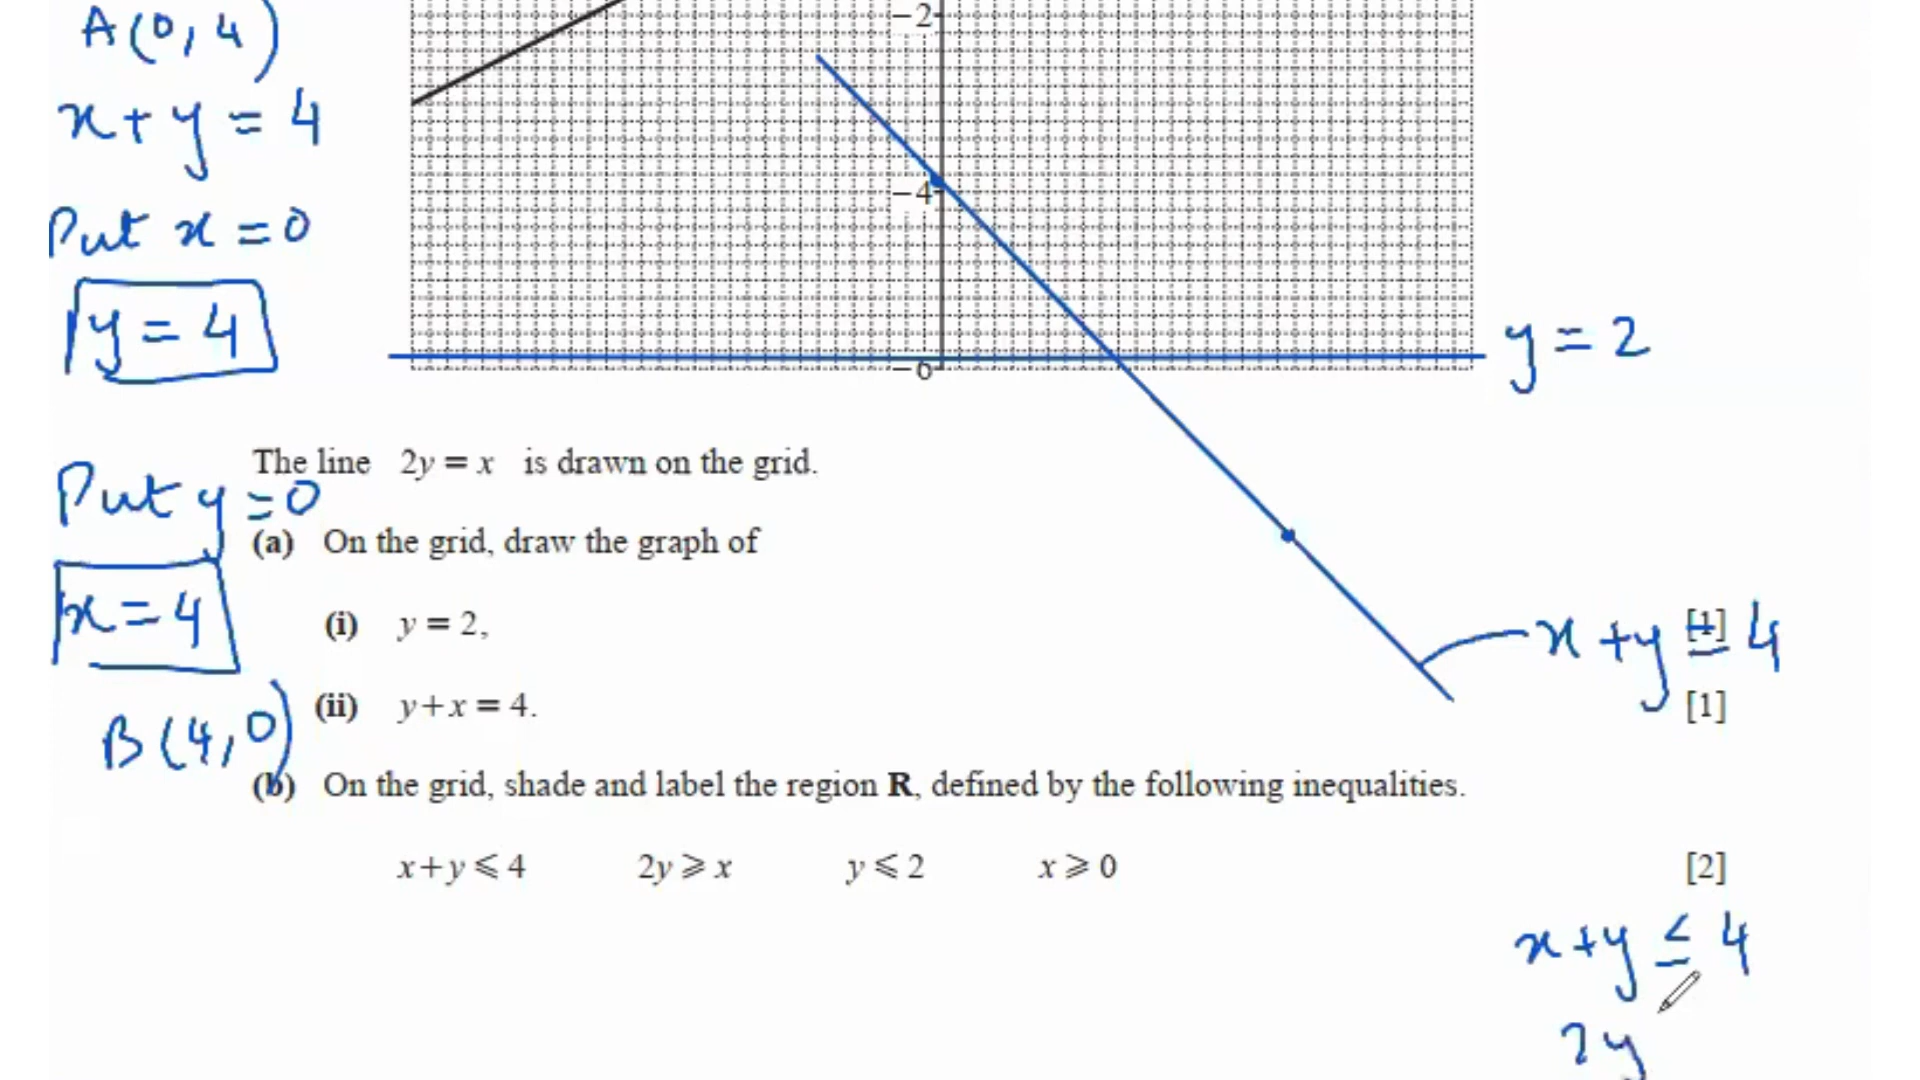 A(0,4)
x+y=4
Put x=0
y=4
Put y=0
x=4
B(4,0)
−2
−4
−6
y=2
The line 2y = x is drawn on the grid.
(a) On the grid, draw the graph of
(i) y = 2,
[1]
x+y=4
(ii) y+x = 4.
[1]
(b) On the grid, shade and label the region R, defined by the following inequalities.
x+y ⩽ 4 2y ⩾ x y ⩽ 2 x ⩾ 0
[2]
x+y ≤ 4
2y